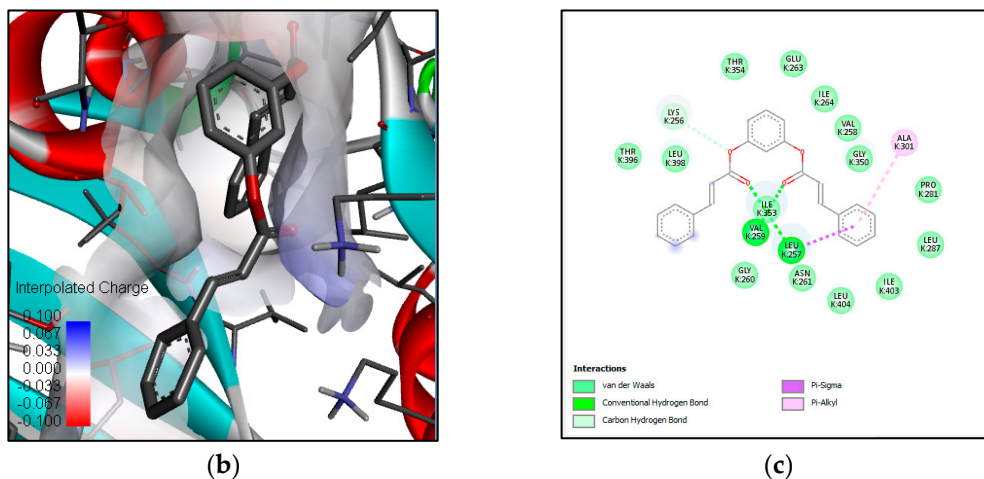 Interpolated Charge
0.100
0.067
0.033
0.000
-0.033
-0.067
-0.100
(b)
THR
K:354
GLU
K:263
LYS
K:256
ILE
K:264
VAL
K:258
ALA
K:301
THR
K:396
LEU
K:398
GLY
K:350
O
O
O
O
PRO
K:281
ILE
K:353
VAL
K:259
LEU
K:257
LEU
K:287
GLY
K:260
ASN
K:261
ILE
K:403
LEU
K:404
Interactions
van der Waals
Conventional Hydrogen Bond
Carbon Hydrogen Bond
Pi-Sigma
Pi-Alkyl
(c)